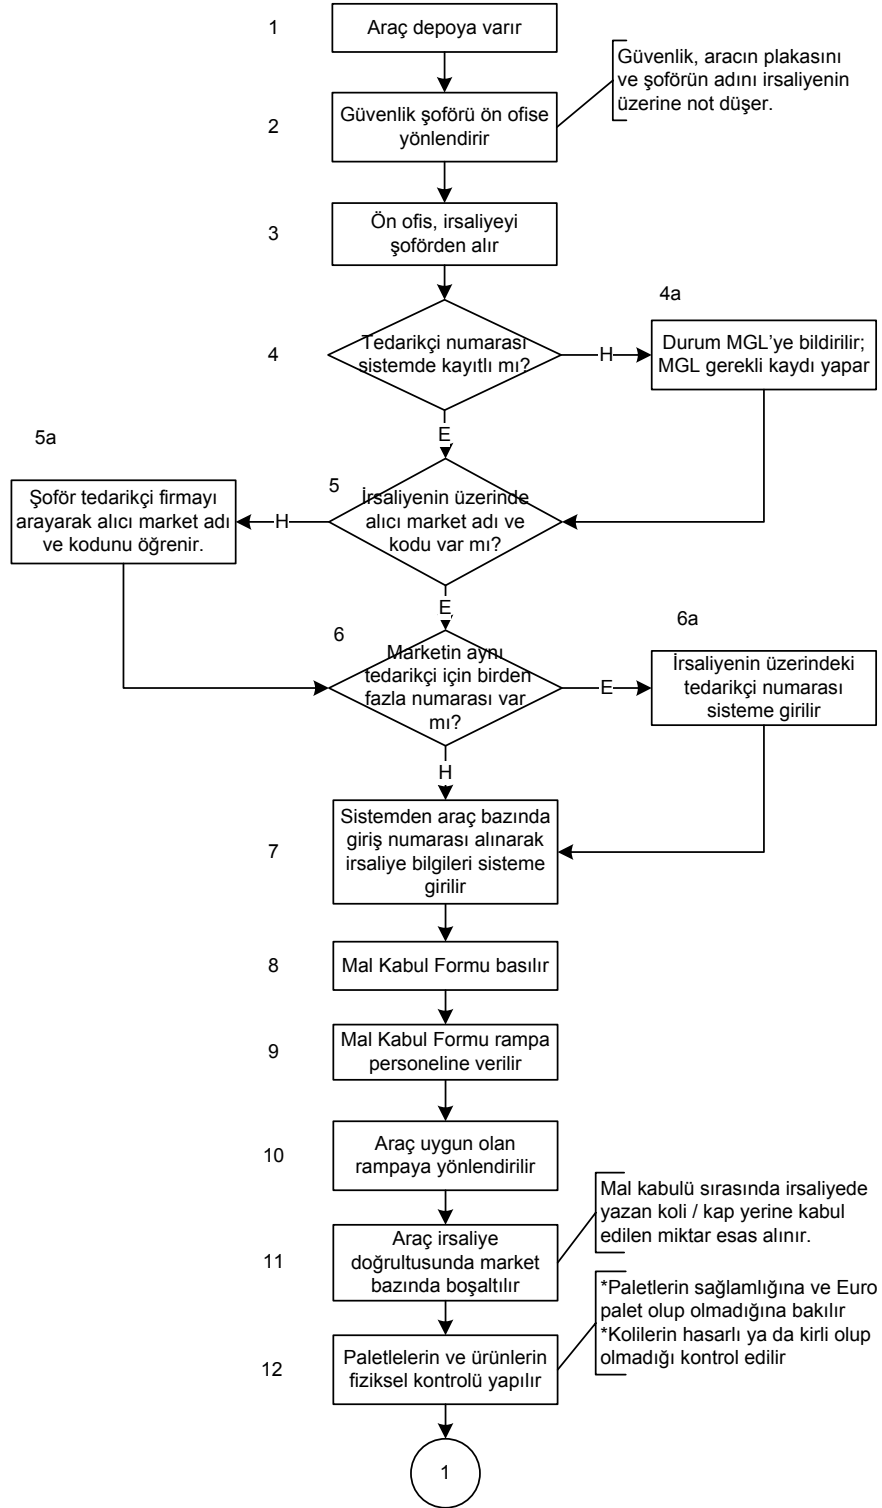 1
Araç depoya varır
Güvenlik, aracın plakasını
ve şoförün adını irsaliyenin
üzerine not düşer.
2
Güvenlik şoförü ön ofise
yönlendirir
3
Ön ofis, irsaliyeyi
şoförden alır
4
Tedarikçi numarası
sistemde kayıtlı mı?
H
4a
Durum MGL’ye bildirilir;
MGL gerekli kaydı yapar
E
5a
Şoför tedarikçi firmayı
arayarak alıcı market adı
ve kodunu öğrenir.
H
5
İrsaliyenin üzerinde
alıcı market adı ve
kodu var mı?
E
6
Marketin aynı
tedarikçi için birden
fazla numarası var
mı?
E
6a
İrsaliyenin üzerindeki
tedarikçi numarası
sisteme girilir
H
7
Sistemden araç bazında
giriş numarası alınarak
irsaliye bilgileri sisteme
girilir
8
Mal Kabul Formu basılır
9
Mal Kabul Formu rampa
personeline verilir
10
Araç uygun olan
rampaya yönlendirilir
11
Araç irsaliye
doğrultusunda market
bazında boşaltılır
Mal kabulü sırasında irsaliyede
yazan koli / kap yerine kabul
edilen miktar esas alınır.
12
Paletlelerin ve ürünlerin
fiziksel kontrolü yapılır
*Paletlerin sağlamlığına ve Euro
palet olup olmadığına bakılır
*Kolilerin hasarlı ya da kirli olup
olmadığı kontrol edilir
1